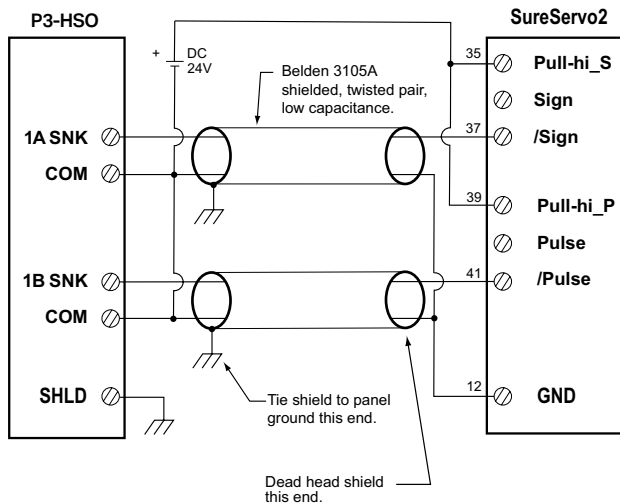 P3-HSO
SureServo2
+
DC
24V
35
Pull-hi_S
Belden 3105A
shielded, twisted pair,
low capacitance.
Sign
1A SNK
37
/Sign
COM
39
Pull-hi_P
Pulse
1B SNK
41
/Pulse
COM
SHLD
Tie shield to panel
ground this end.
12
GND
Dead head shield
this end.